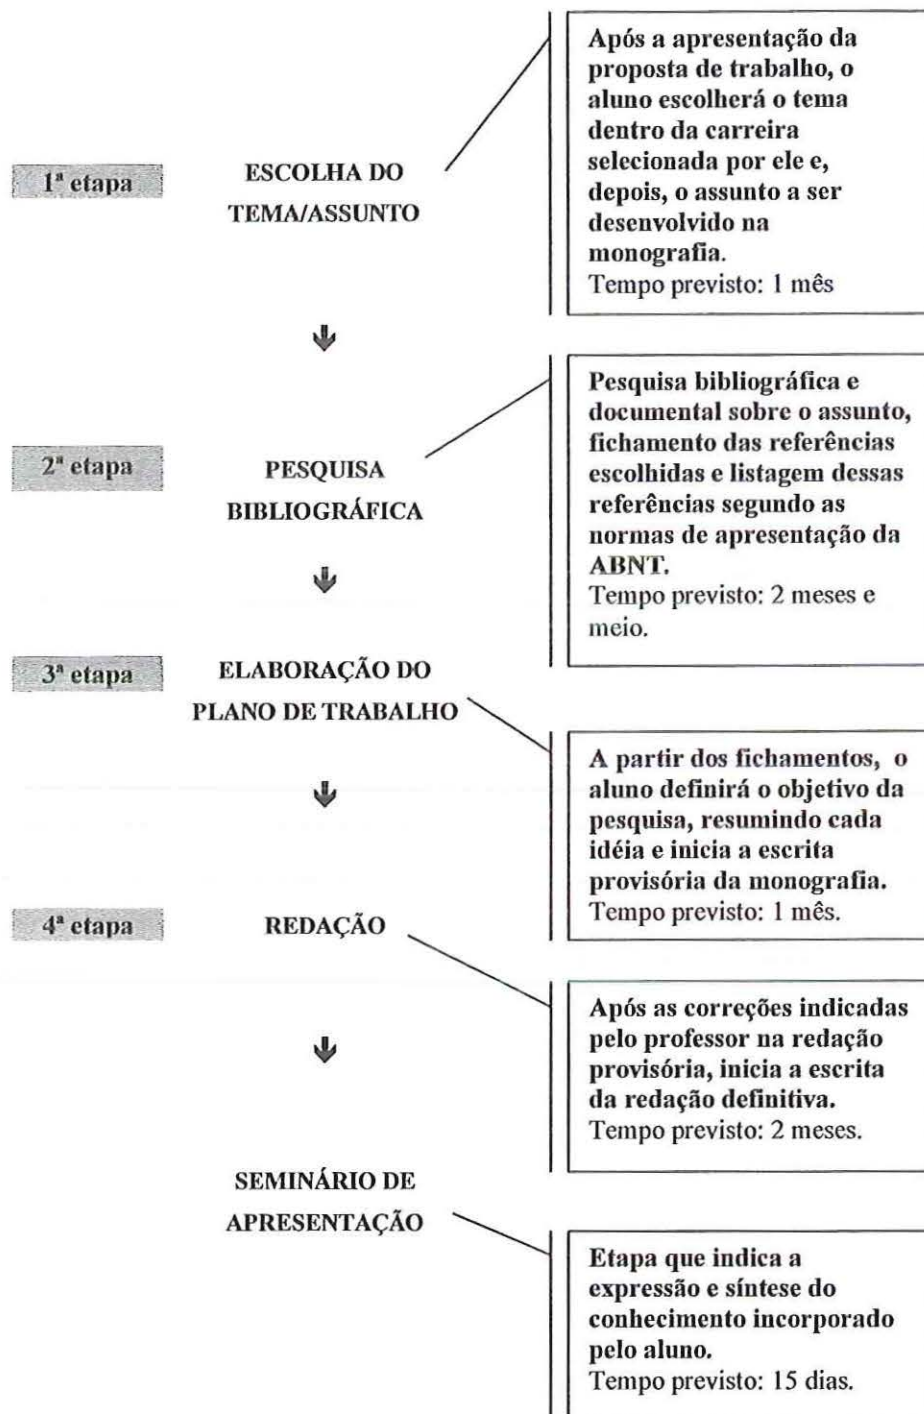 1ª etapa
ESCOLHA DO
TEMA/ASSUNTO
Após a apresentação da
proposta de trabalho, o
aluno escolherá o tema
dentro da carreira
selecionada por ele e,
depois, o assunto a ser
desenvolvido na
monografia.
Tempo previsto: 1 mês
2ª etapa
PESQUISA
BIBLIOGRÁFICA
Pesquisa bibliográfica e
documental sobre o assunto,
fichamento das referências
escolhidas e listagem dessas
referências segundo as
normas de apresentação da
ABNT.
Tempo previsto: 2 meses e
meio.
3ª etapa
ELABORAÇÃO DO
PLANO DE TRABALHO
A partir dos fichamentos, o
aluno definirá o objetivo da
pesquisa, resumindo cada
idéia e inicia a escrita
provisória da monografia.
Tempo previsto: 1 mês.
4ª etapa
REDAÇÃO
Após as correções indicadas
pelo professor na redação
provisória, inicia a escrita
da redação definitiva.
Tempo previsto: 2 meses.
SEMINÁRIO DE
APRESENTAÇÃO
Etapa que indica a
expressão e síntese do
conhecimento incorporado
pelo aluno.
Tempo previsto: 15 dias.